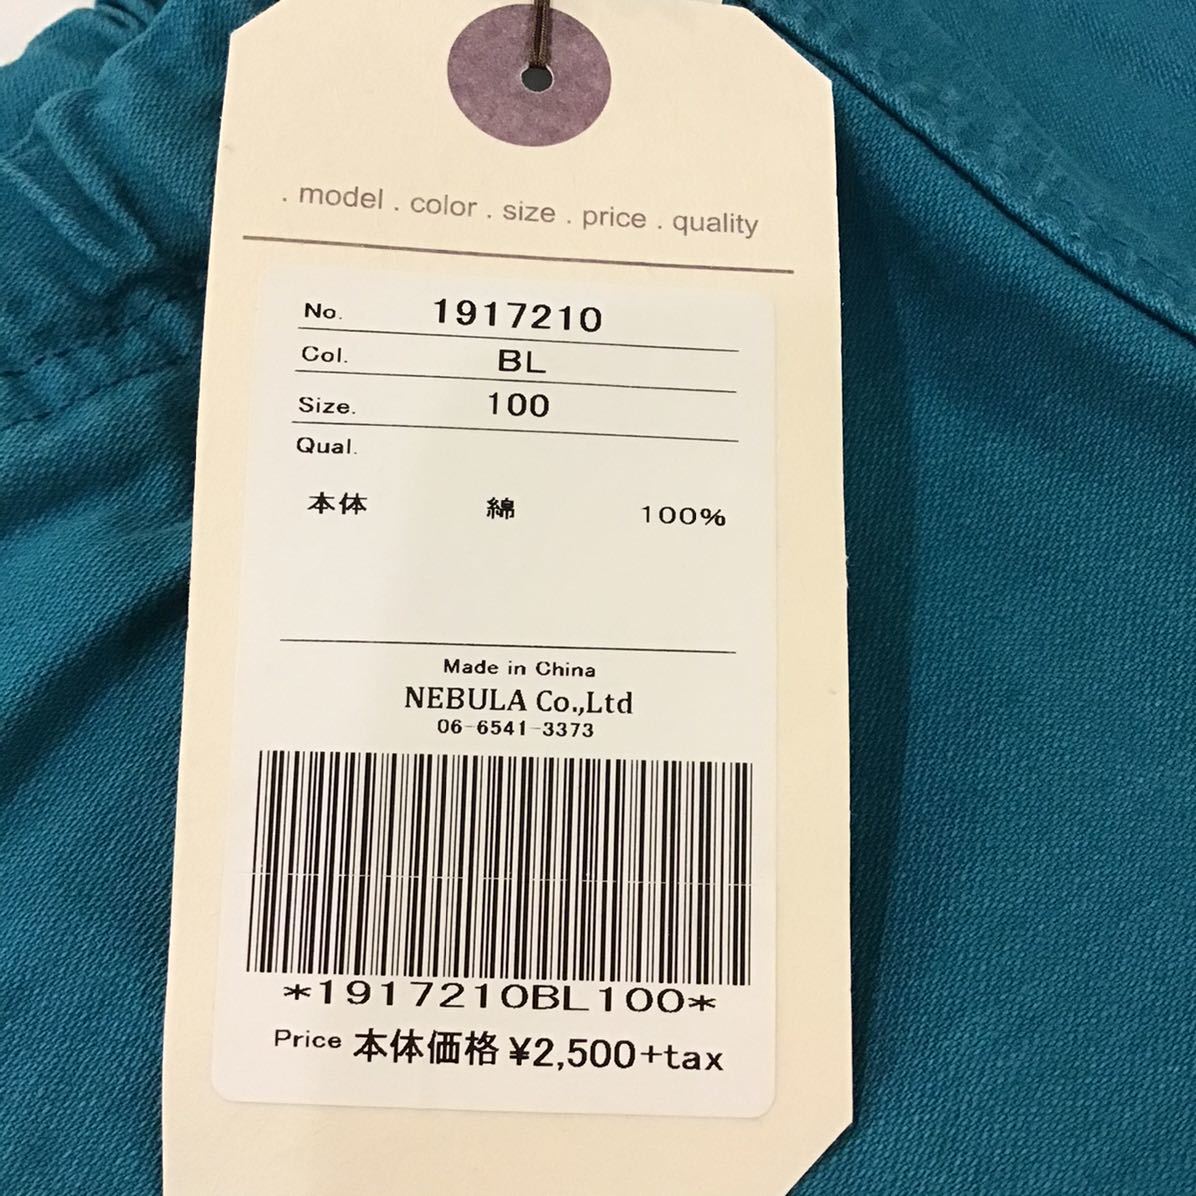 . model . color . size . price . quality
No. 1917210
Col. BL
Size. 100
Qual.
本体 綿 100%
Made in China
NEBULA Co.,Ltd
06-6541-3373
*1917210BL100*
Price 本体価格 ¥2,500+tax